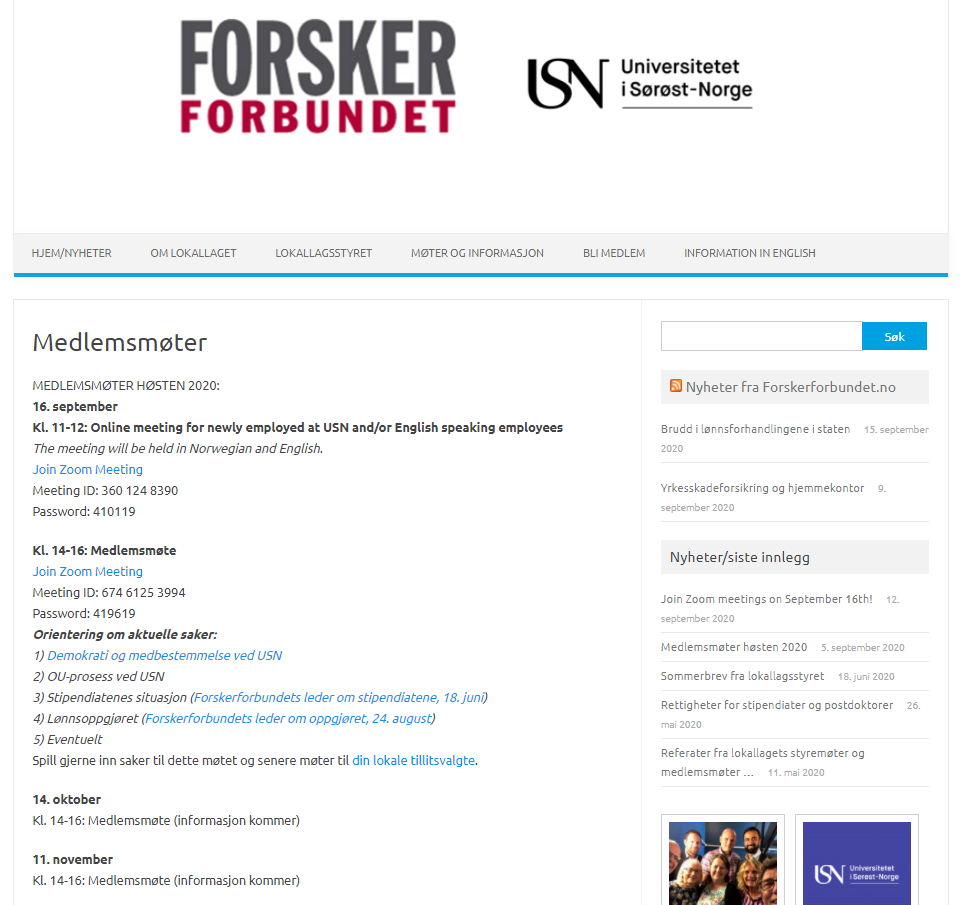 FORSKER
FORBUNDET
USN Universitetet
i Sørøst-Norge
HJEM/NYHETER OM LOKALLAGET LOKALLAGSSTYRET MØTER OG INFORMASJON BLI MEDLEM INFORMATION IN ENGLISH
Medlemsmøter
MEDLEMSMØTER HØSTEN 2020:
16. september
Kl. 11-12: Online meeting for newly employed at USN and/or English speaking employees
The meeting will be held in Norwegian and English.
Join Zoom Meeting
Meeting ID: 360 124 8390
Password: 410119
Kl. 14-16: Medlemsmøte
Join Zoom Meeting
Meeting ID: 674 6125 3994
Password: 419619
Orientering om aktuelle saker:
1) Demokrati og medbestemmelse ved USN
2) OU-prosess ved USN
3) Stipendiatenes situasjon (Forskerforbundets leder om stipendiatene, 18. juni)
4) Lønnsoppgjøret (Forskerforbundets leder om oppgjøret, 24. august)
5) Eventuelt
Spill gjerne inn saker til dette møtet og senere møter til din lokale tillitsvalgte.
14. oktober
Kl. 14-16: Medlemsmøte (informasjon kommer)
11. november
Kl. 14-16: Medlemsmøte (informasjon kommer)
Søk
Nyheter fra Forskerforbundet.no
Brudd i lønnsforhandlingene i staten 15. september
2020
Yrkesskadeforsikring og hjemmekontor 9.
september 2020
Nyheter/siste innlegg
Join Zoom meetings on September 16th! 12.
september 2020
Medlemsmøter høsten 2020 5. september 2020
Sommerbrev fra lokallagsstyret 18. juni 2020
Rettigheter for stipendiater og postdoktorer 26.
mai 2020
Referater fra lokallagets styremøter og
medlemsmøter … 11. mai 2020
USN Universitetet
i Sørøst-Norge